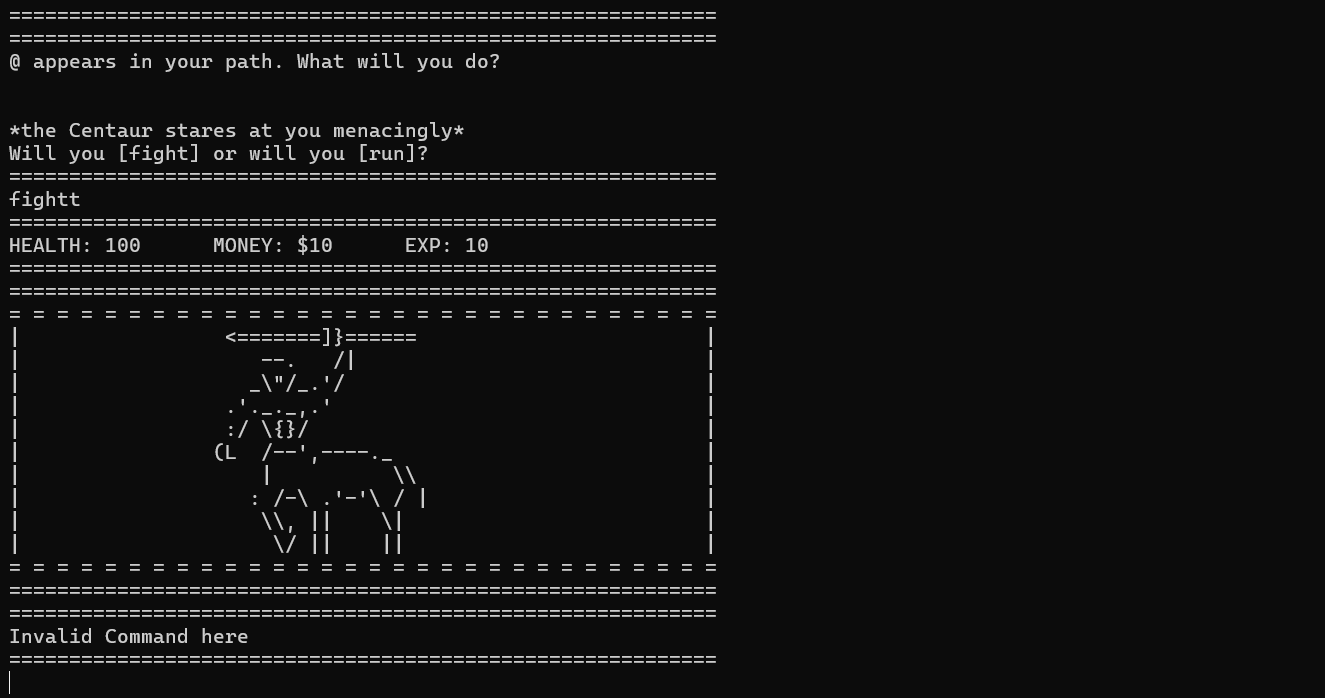 ============================================================
============================================================
@ appears in your path. What will you do?
*the Centaur stares at you menacingly*
Will you [fight] or will you [run]?
============================================================
fightt
============================================================
HEALTH: 100      MONEY: $10      EXP: 10
============================================================
============================================================
= = = = = = = = = = = = = = = = = = = = = = = = = = = = = =
|                 <=======]}======                        |
|                    --.   /|                             |
|                   _\"/_.'/                              |
|                 .'._._,.'                               |
|                 :/ \{}/                                 |
|                (L  /--',----._                          |
|                    |          \\                        |
|                   : /-\ .'-'\ / |                       |
|                    \\, ||    \|                         |
|                     \/ ||    ||                         |
= = = = = = = = = = = = = = = = = = = = = = = = = = = = = =
============================================================
============================================================
Invalid Command here
============================================================